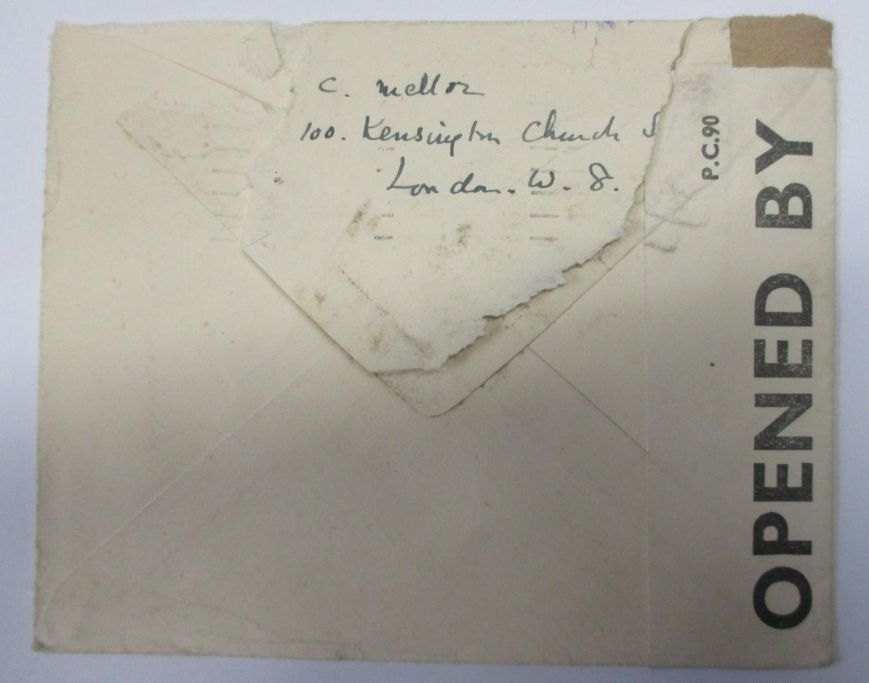 C. Mellor
100. Kensington Church S
London. W. 8.
P.C.90
OPENED BY